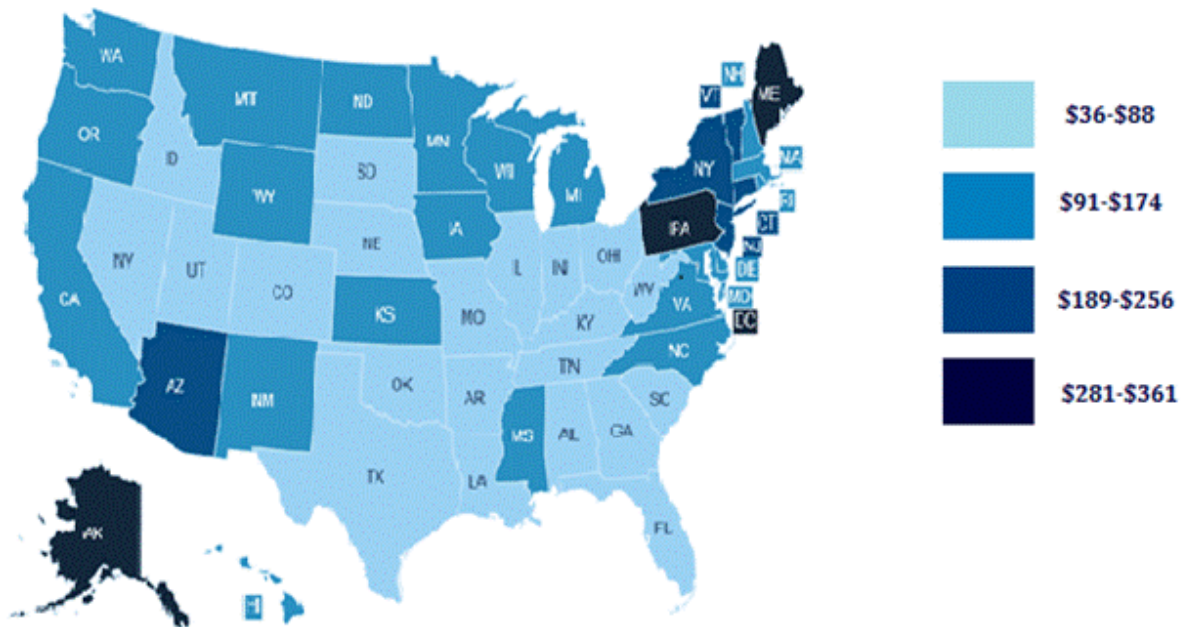 WA
MT
ND
MN
OR
ID
WY
SD
WI
MI
NY
VT
NH
ME
MA
RI
CT
NJ
PA
IA
NE
NV
UT
CO
CA
KS
MO
IL
IN
OH
WV
KY
VA
DE
MD
DC
NC
TN
AZ
NM
OK
AR
SC
MS
AL
GA
TX
LA
FL
AK
HI
$36-$88
$91-$174
$189-$256
$281-$361